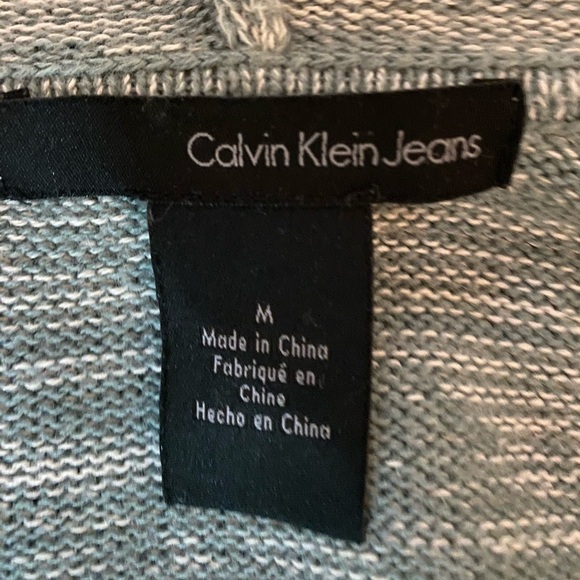 Calvin Klein Jeans
M
Made in China
Fabriqué en
Chine
Hecho en China